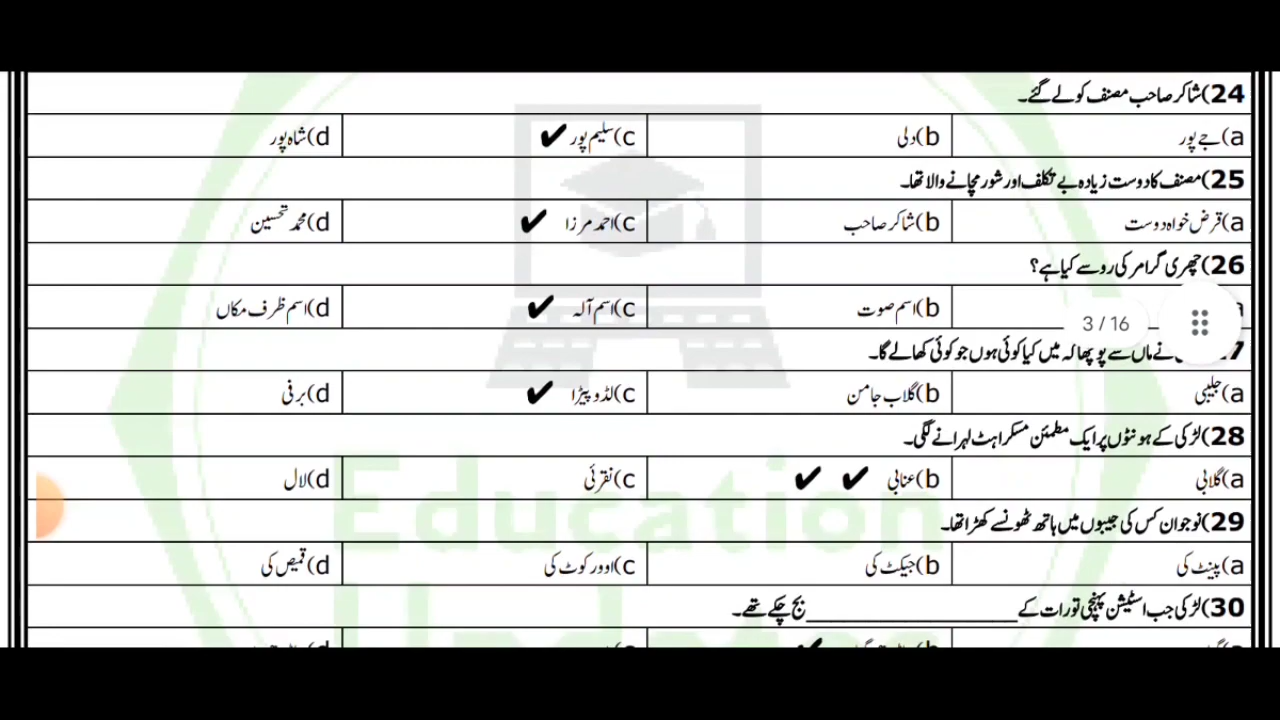 24)شاکر صاحب مصنف کو لے گئے۔
a)جے پور b)دلی c)سلیم پور ✔ d)شاہ پور
25)مصنف کا دوست زیادہ بے تکلف اور شور مچانے والا تھا۔
a)قرض خواہ دوست b)شاکر صاحب c)احمد مرزا ✔ d)محمد تحسین
26)چھری گرامر کی رو سے کیا ہے؟
b)اسم صوت c)اسم آلہ ✔ d)اسم ظرف مکاں
3 / 16
7 نے ماں سے پوچھا کہ میں کیا کوئی ہوں جو کوئی کھالے گا۔
a)جلیبی b)گلاب جامن c)لڈو پیڑا ✔ d)برفی
28)لڑکی کے ہونٹوں پر ایک مطمئن مسکراہٹ لہرانے لگی۔
a)گلابی b)عنابی ✔ ✔ c)نقرئی d)لال
29)نوجوان کس کی جیبوں میں ہاتھ ٹھونسے کھڑا تھا۔
a)پینٹ کی b)جیکٹ کی c)اوور کوٹ کی d)قمیص کی
30)لڑکی جب اسٹیشن پہنچی تو رات کے ____________________ بج چکے تھے۔
Education